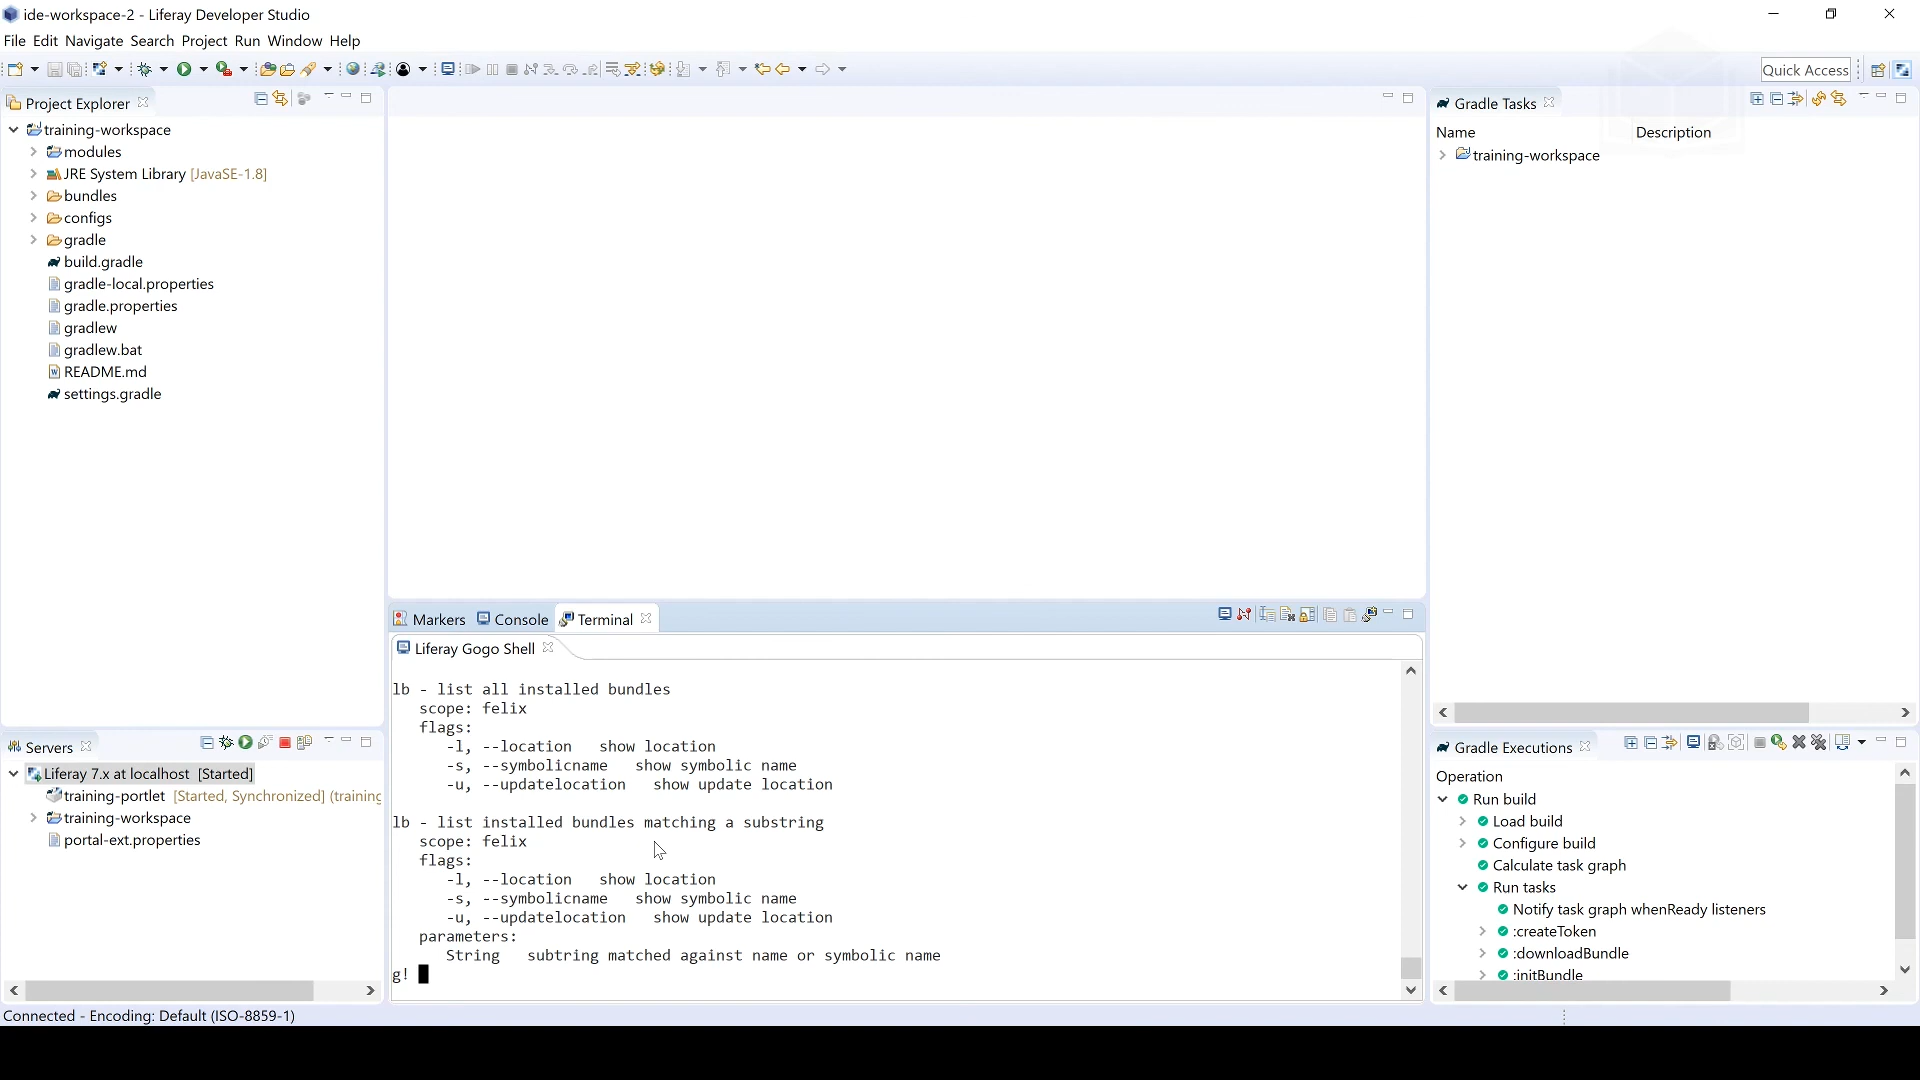 ide-workspace-2 - Liferay Developer Studio
File Edit Navigate Search Project Run Window Help
Quick Access
Project Explorer
training-workspace
modules
JRE System Library [JavaSE-1.8]
bundles
configs
gradle
build.gradle
gradle-local.properties
gradle.properties
gradlew
gradlew.bat
README.md
settings.gradle
Servers
Liferay 7.x at localhost [Started]
training-portlet [Started, Synchronized] (training
training-workspace
portal-ext.properties
Markers Console Terminal
Liferay Gogo Shell
lb - list all installed bundles
scope: felix
flags:
-l, --location show location
-s, --symbolicname show symbolic name
-u, --updatelocation show update location
lb - list installed bundles matching a substring
scope: felix
flags:
-l, --location show location
-s, --symbolicname show symbolic name
-u, --updatelocation show update location
parameters:
String subtring matched against name or symbolic name
g!
Gradle Tasks
Name Description
training-workspace
Gradle Executions
Operation
Run build
Load build
Configure build
Calculate task graph
Run tasks
Notify task graph whenReady listeners
:createToken
:downloadBundle
:initBundle
Connected - Encoding: Default (ISO-8859-1)